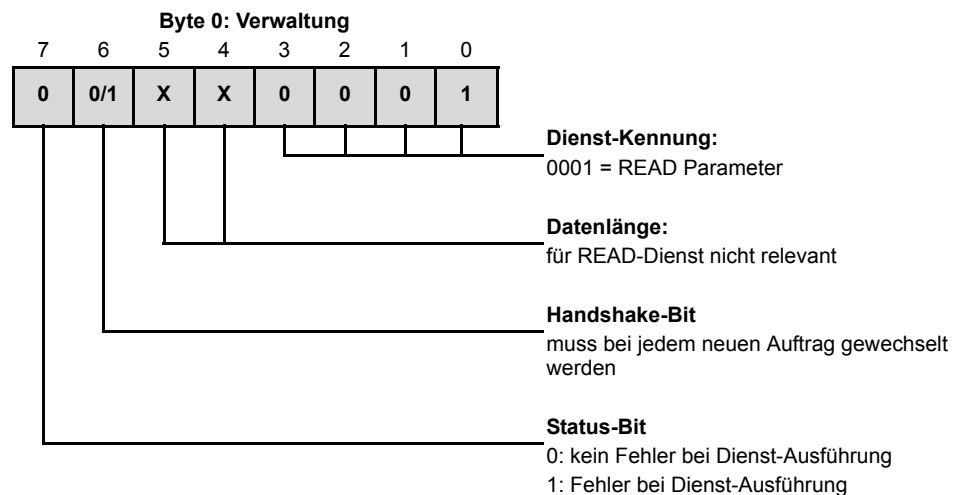 Byte 0: Verwaltung
7 6 5 4 3 2 1 0
0 0/1 X X 0 0 0 1
Dienst-Kennung:
0001 = READ Parameter
Datenlänge:
für READ-Dienst nicht relevant
Handshake-Bit
muss bei jedem neuen Auftrag gewechselt
werden
Status-Bit
0: kein Fehler bei Dienst-Ausführung
1: Fehler bei Dienst-Ausführung